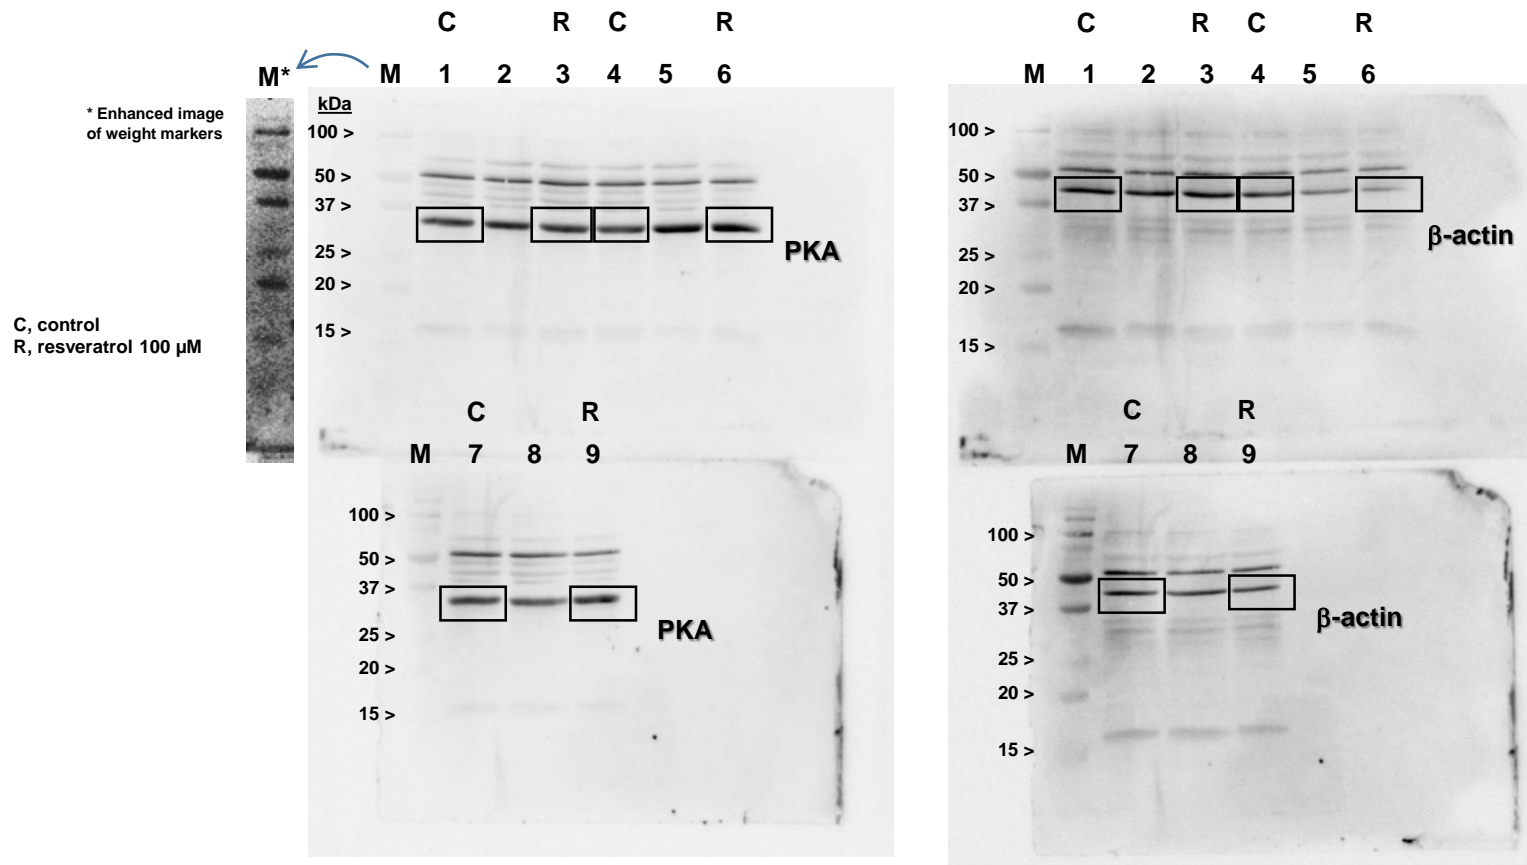 C R C R
M* M 1 2 3 4 5 6
* Enhanced image
of weight markers
kDa
100 >
50 >
37 >
25 >
20 >
15 >
PKA
C, control
R, resveratrol 100 µM
C R C R
M 1 2 3 4 5 6
100 >
50 >
37 >
25 >
20 >
15 >
β-actin
C R
M 7 8 9
100 >
50 >
37 >
25 >
20 >
15 >
PKA
C R
M 7 8 9
100 >
50 >
37 >
25 >
20 >
15 >
β-actin